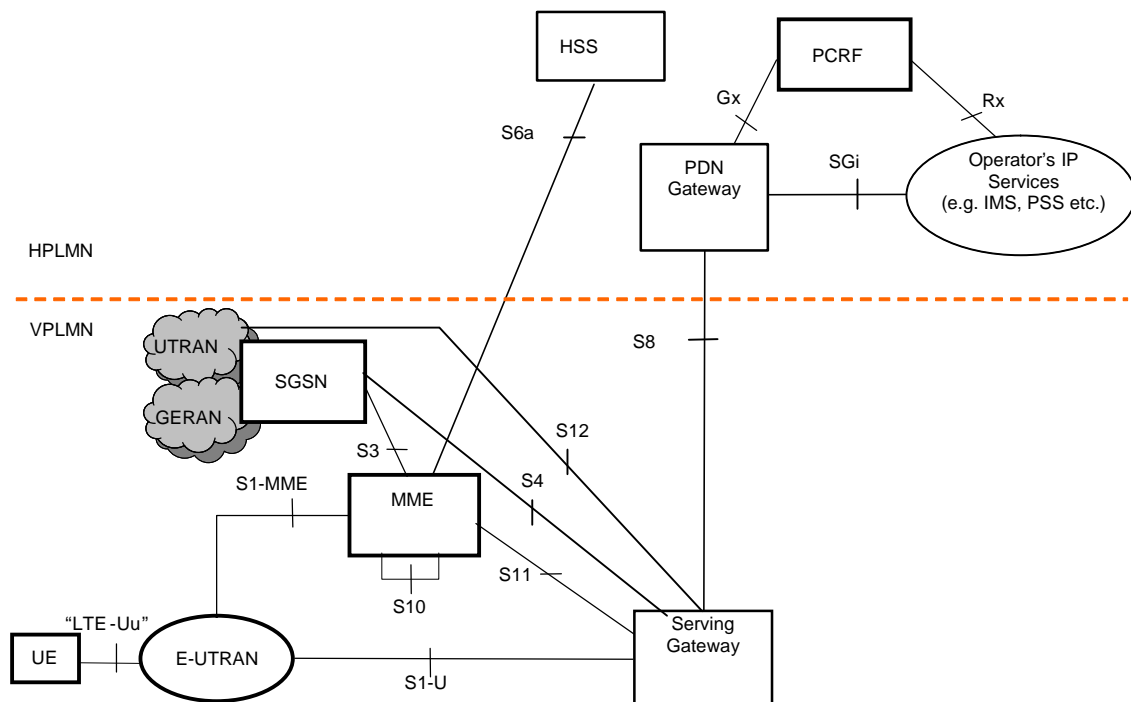 HSS
PCRF
Gx
Rx
S6a
PDN
Gateway
SGi
Operator's IP
Services
(e.g. IMS, PSS etc.)
HPLMN
VPLMN
S8
UTRAN
SGSN
GERAN
S12
S3
S4
S1-MME
MME
S11
S10
"LTE-Uu"
UE
E-UTRAN
S1-U
Serving
Gateway